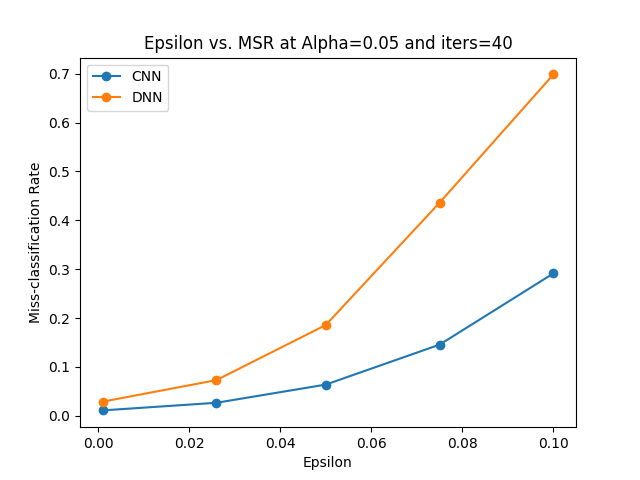 Epsilon vs. MSR at Alpha=0.05 and iters=40
CNN
DNN
Miss-classification Rate
0.7
0.6
0.5
0.4
0.3
0.2
0.1
0.0
0.00 0.02 0.04 0.06 0.08 0.10
Epsilon